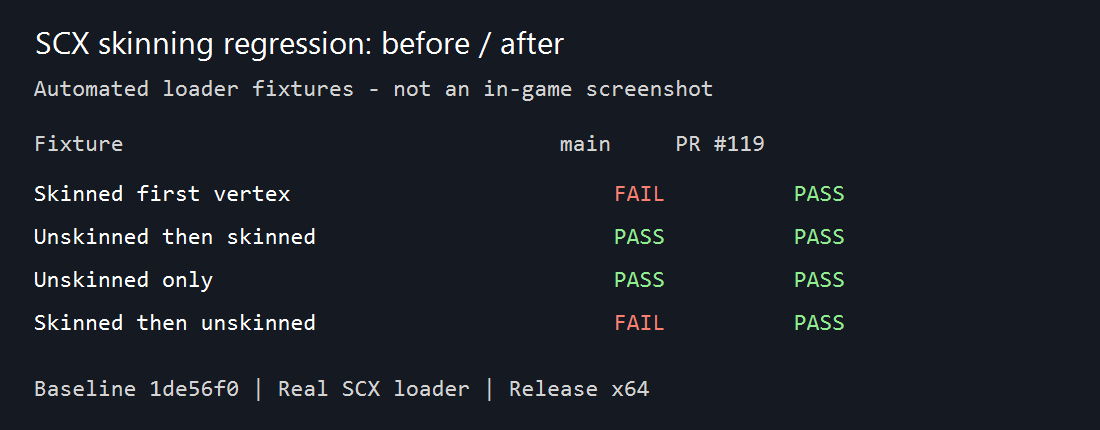 SCX skinning regression: before / after
Automated loader fixtures - not an in-game screenshot
Fixture main PR #119
Skinned first vertex FAIL PASS
Unskinned then skinned PASS PASS
Unskinned only PASS PASS
Skinned then unskinned FAIL PASS
Baseline 1de56f0 | Real SCX loader | Release x64